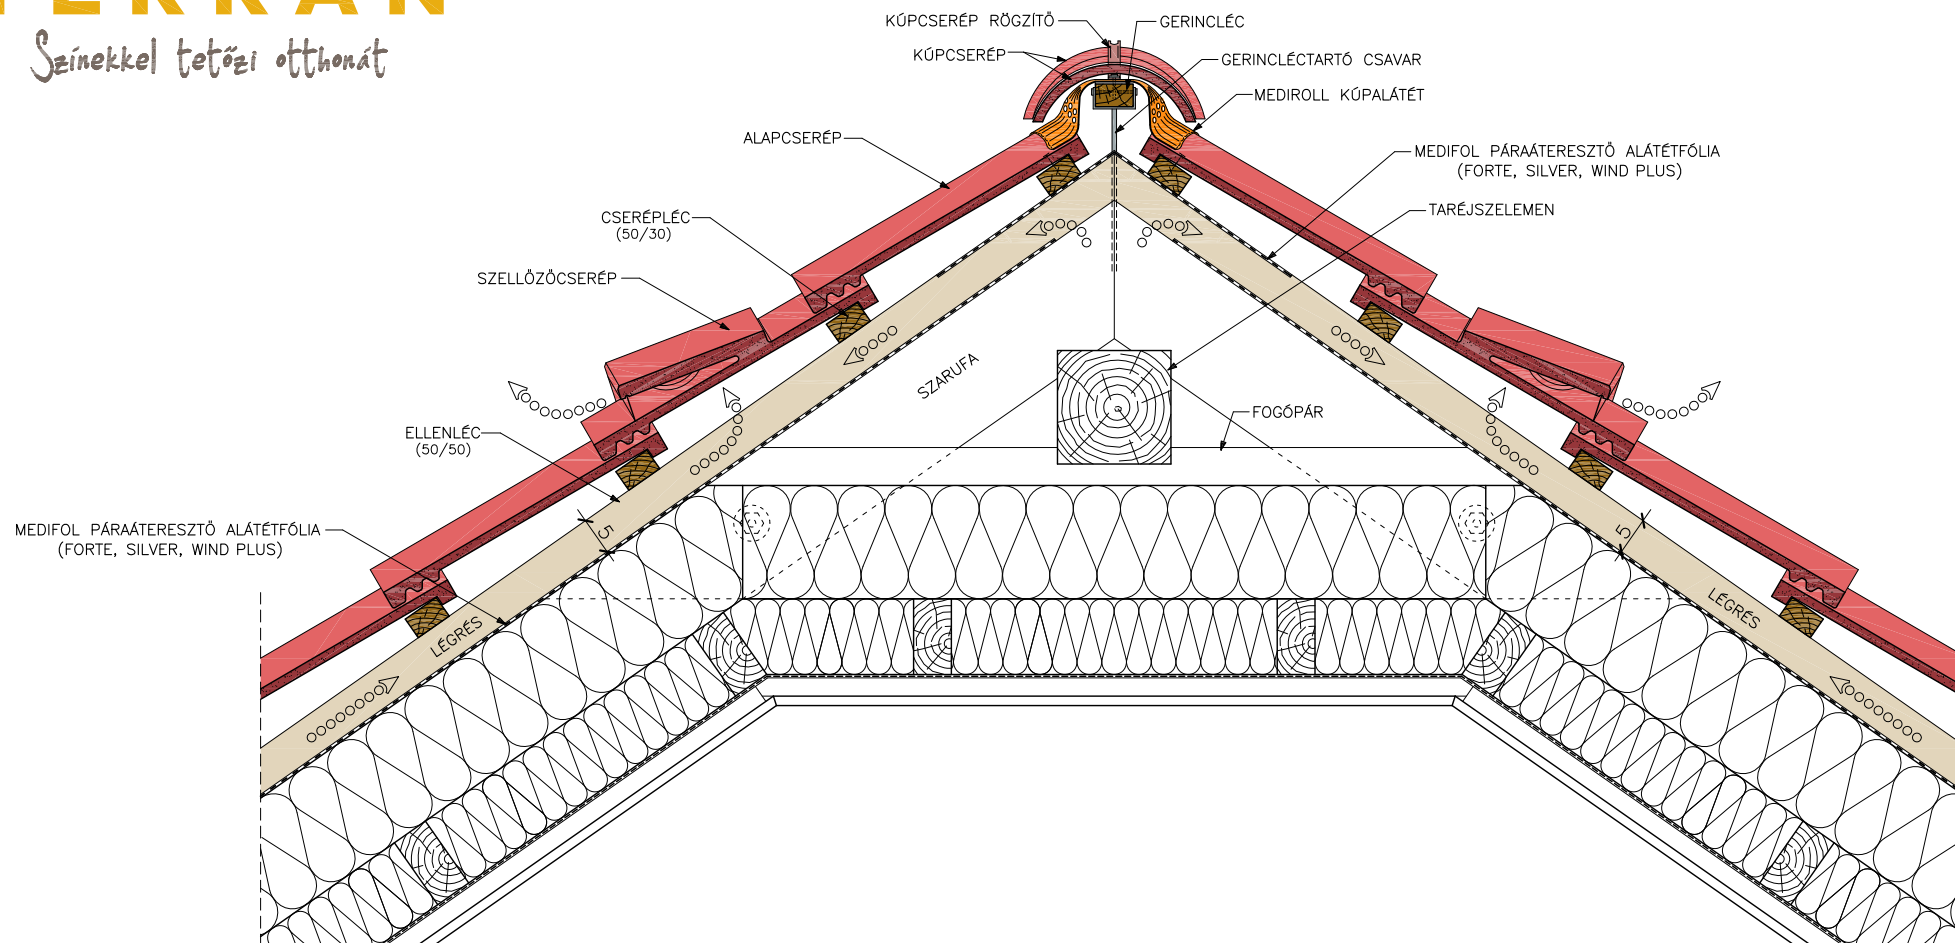 TERRÁN
Színekkel tetőzi otthonát
KÚPCSERÉP RÖGZÍTŐ
KÚPCSERÉP
GERINCLÉC
GERINCLÉCTARTÓ CSAVAR
MEDIROLL KÚPALÁTÉT
ALAPCSERÉP
MEDIFOL PÁRAÁTERESZTŐ ALÁTÉTFÓLIA
(FORTE, SILVER, WIND PLUS)
CSERÉPLÉC
(50/30)
TARÉJSZELEMEN
SZELLŐZŐCSERÉP
SZARUFA
FOGÓPÁR
ELLENLÉC
(50/50)
MEDIFOL PÁRAÁTERESZTŐ ALÁTÉTFÓLIA
(FORTE, SILVER, WIND PLUS)
5
5
LÉGRÉS
LÉGRÉS